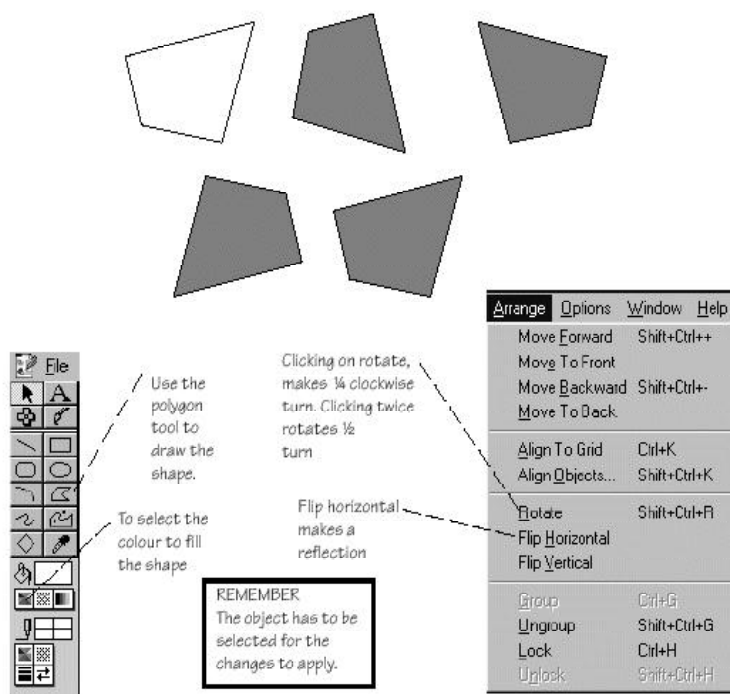 Arrange Options Window Help
Move Forward Shift+Ctrl++
Move To Front
Move Backward Shift+Ctrl+-
Move To Back
Align To Grid Ctrl+K
Align Objects... Shift+Ctrl+K
Rotate Shift+Ctrl+R
Flip Horizontal
Flip Vertical
Group Ctrl+G
Ungroup Shift+Ctrl+G
Lock Ctrl+H
Unlock Shift+Ctrl+H
File
A
Use the
polygon
tool to
draw the
shape.
Clicking on rotate,
makes ¼ clockwise
turn. Clicking twice
rotates ½
turn
To select the
colour to fill
the shape
Flip horizontal
makes a
reflection
REMEMBER
The object has to be
selected for the
changes to apply.